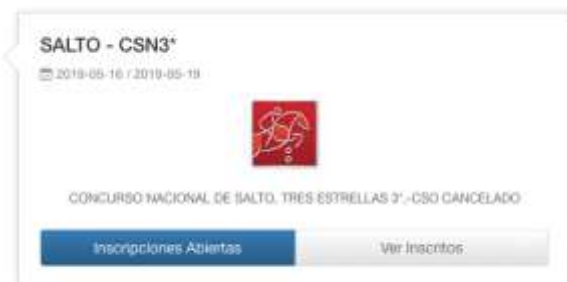 SALTO - CSN3*
2019-05-16 / 2019-05-19
CONCURSO NACIONAL DE SALTO, TRES ESTRELLAS 3*.-CSO CANCELADO
Inscripciones Abiertas
Ver Inscritos